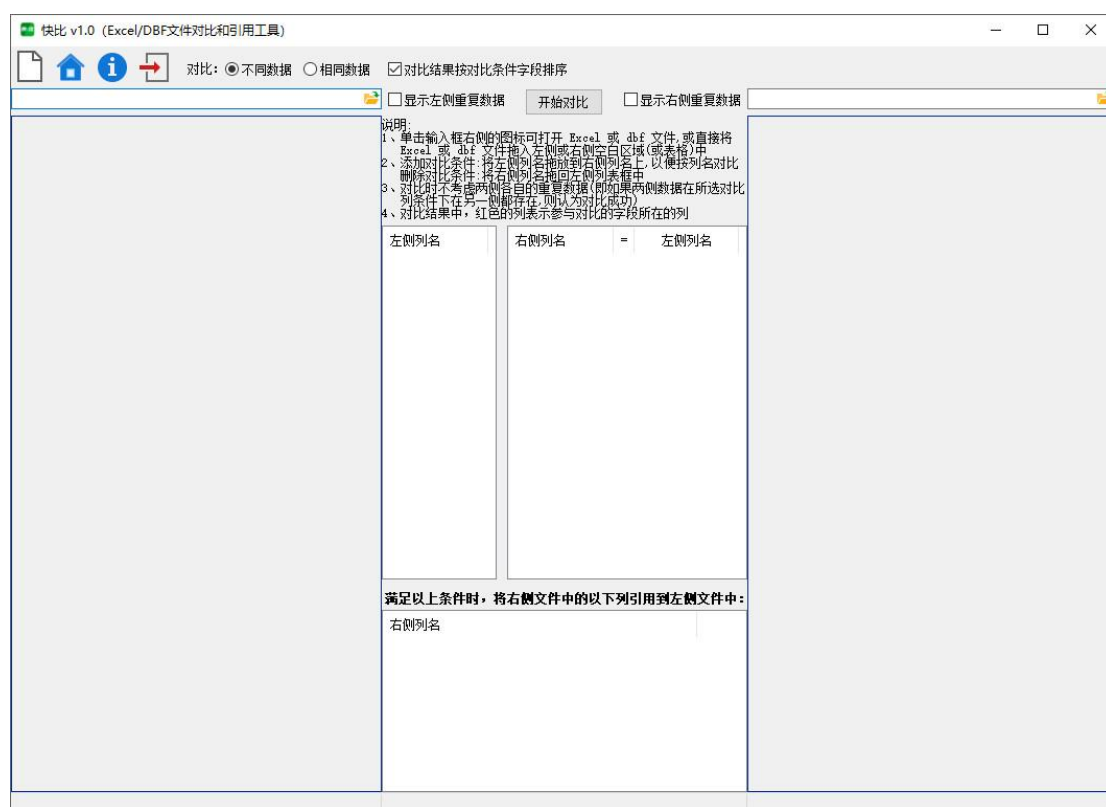 快比 v1.0（Excel/DBF文件对比和引用工具）
对比： 不同数据 相同数据 对比结果按对比条件字段排序
显示左侧重复数据 开始对比 显示右侧重复数据
说明:
1、单击输入框右侧的图标可打开 Excel 或 dbf 文件,或直接将
Excel 或 dbf 文件拖入左侧或右侧空白区域(或表格)中
2、添加对比条件:将左侧列名拖放到右侧列名上,以便按列名对比
删除对比条件:将右侧列名拖回左侧列表框中
3、对比时不考虑两侧各自的重复数据(即如果两侧数据在所选对比
列条件下在另一侧都存在,则认为对比成功)
4、对比结果中，红色的列表示参与对比的字段所在的列
左侧列名 右侧列名 = 左侧列名
满足以上条件时，将右侧文件中的以下列引用到左侧文件中：
右侧列名